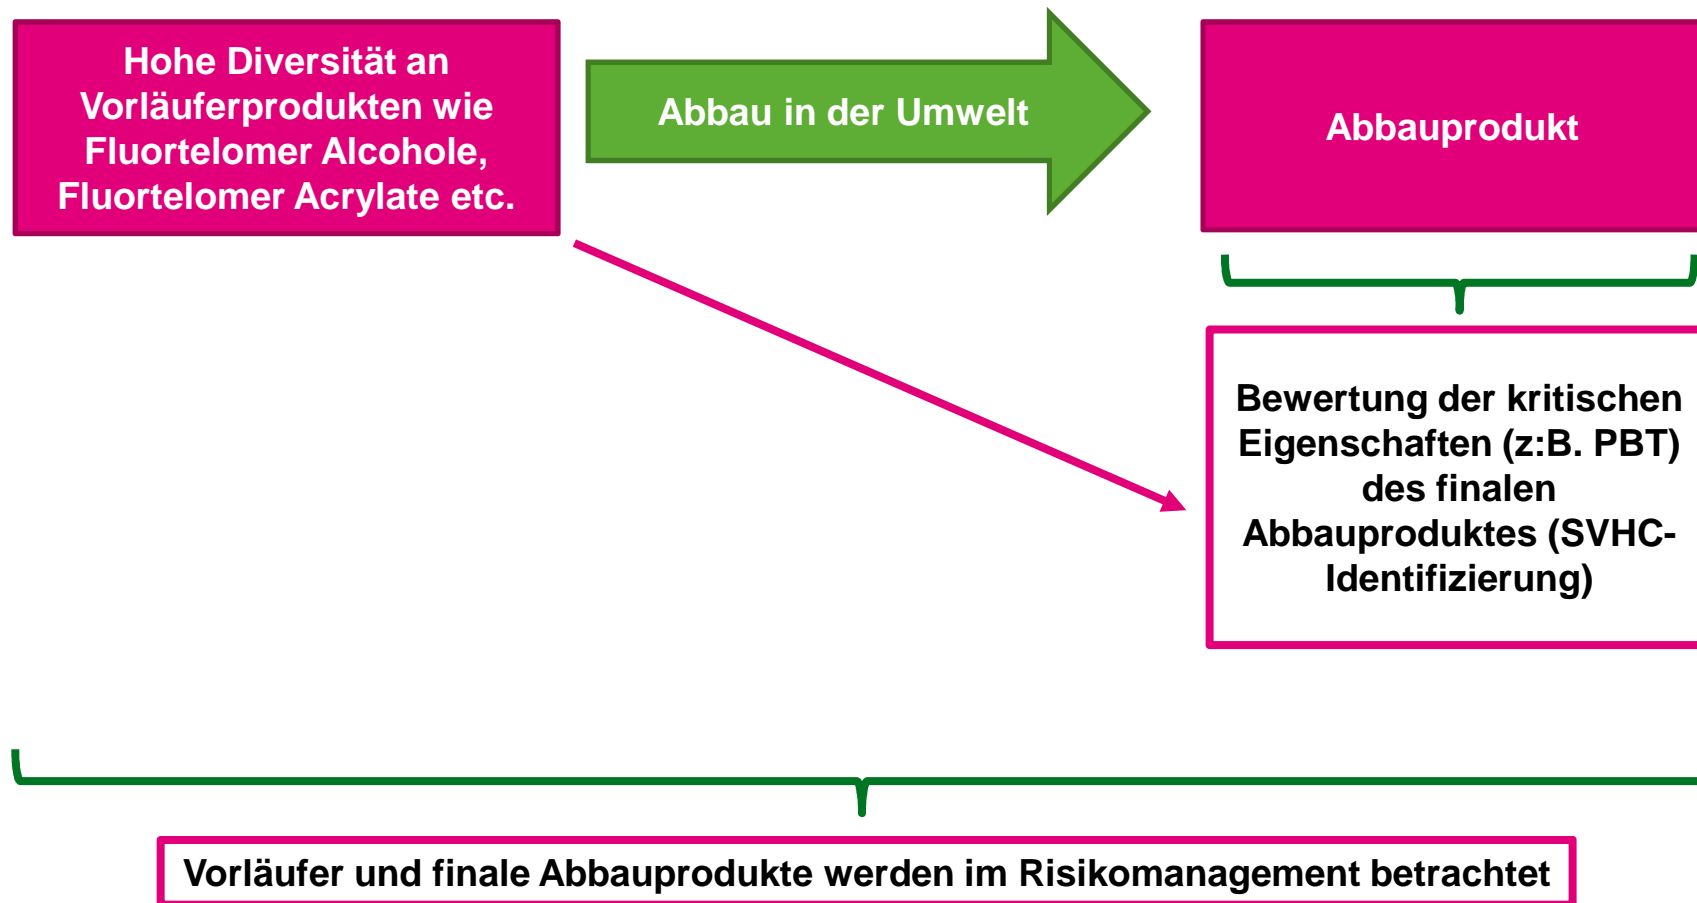 Hohe Diversität an
Vorläuferprodukten wie
Fluortelomer Alcohole,
Fluortelomer Acrylate etc.
Abbau in der Umwelt
Abbauprodukt
Bewertung der kritischen
Eigenschaften (z:B. PBT)
des finalen
Abbauproduktes (SVHC-
Identifizierung)
Vorläufer und finale Abbauprodukte werden im Risikomanagement betrachtet